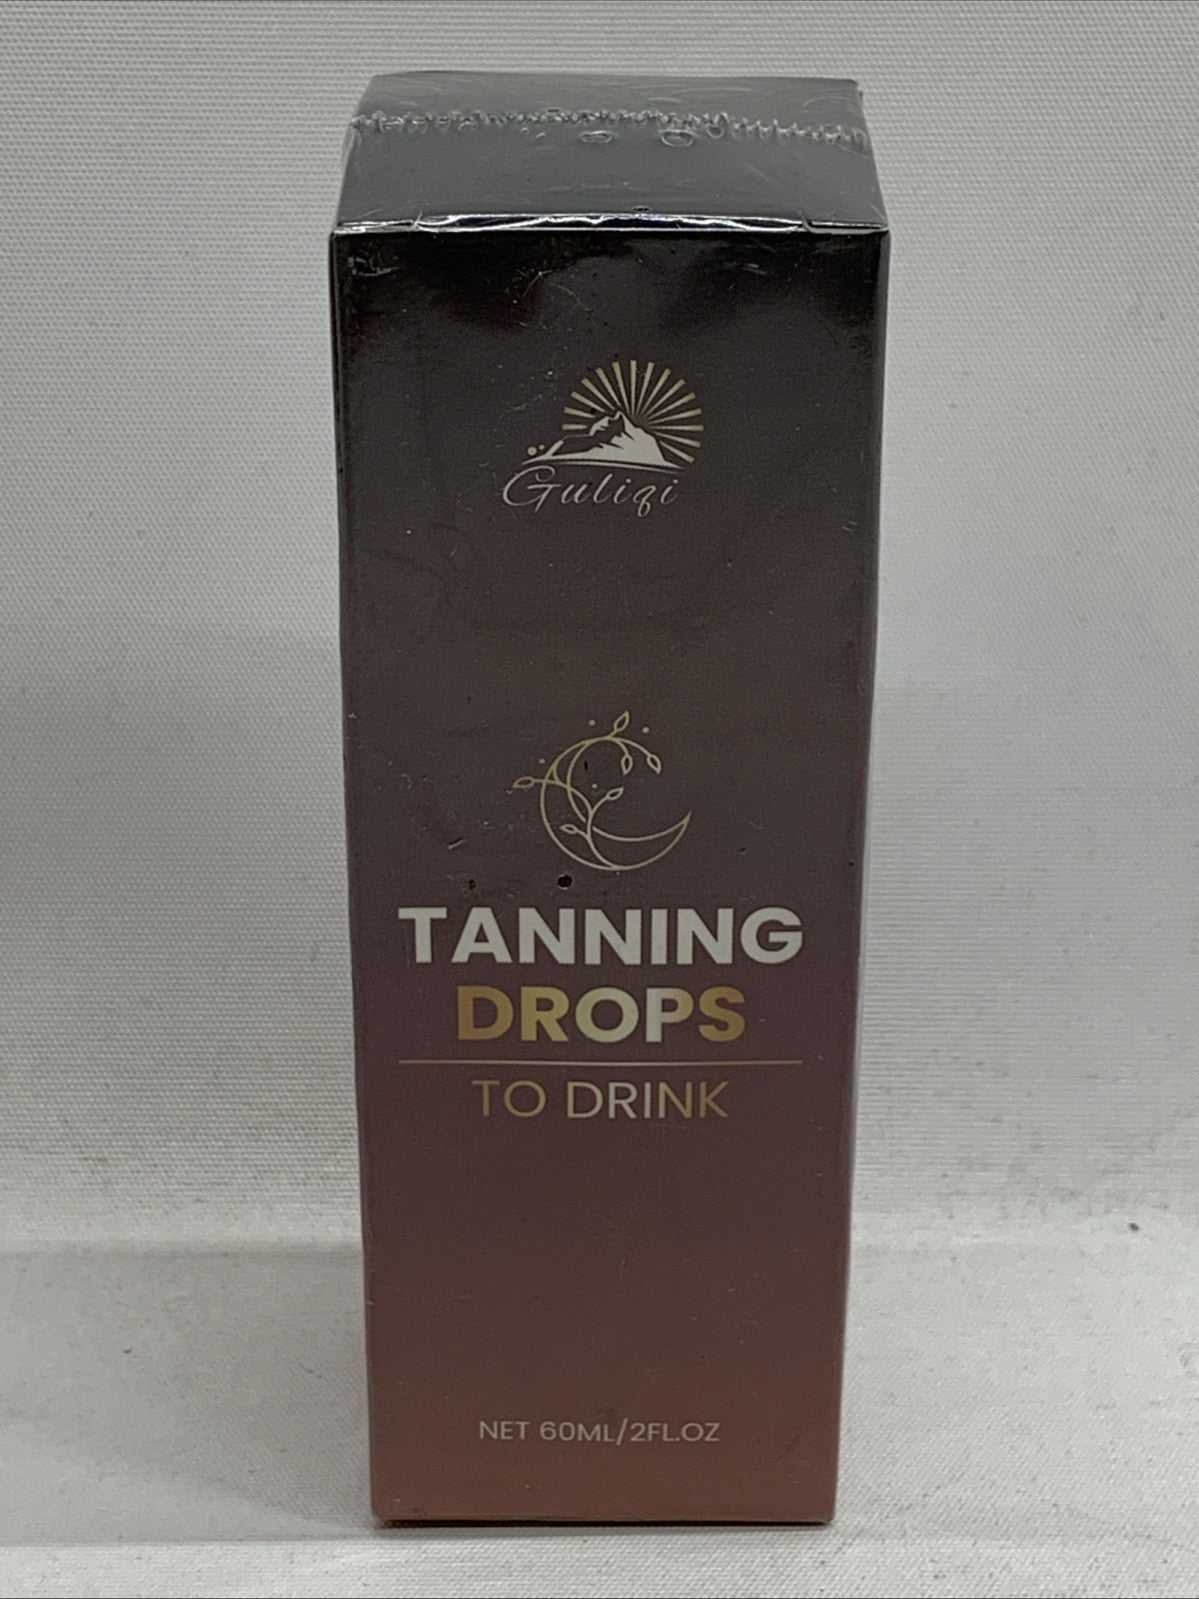 Guliqi
TANNING
DROPS
TO DRINK
NET 60ML/2FL.OZ